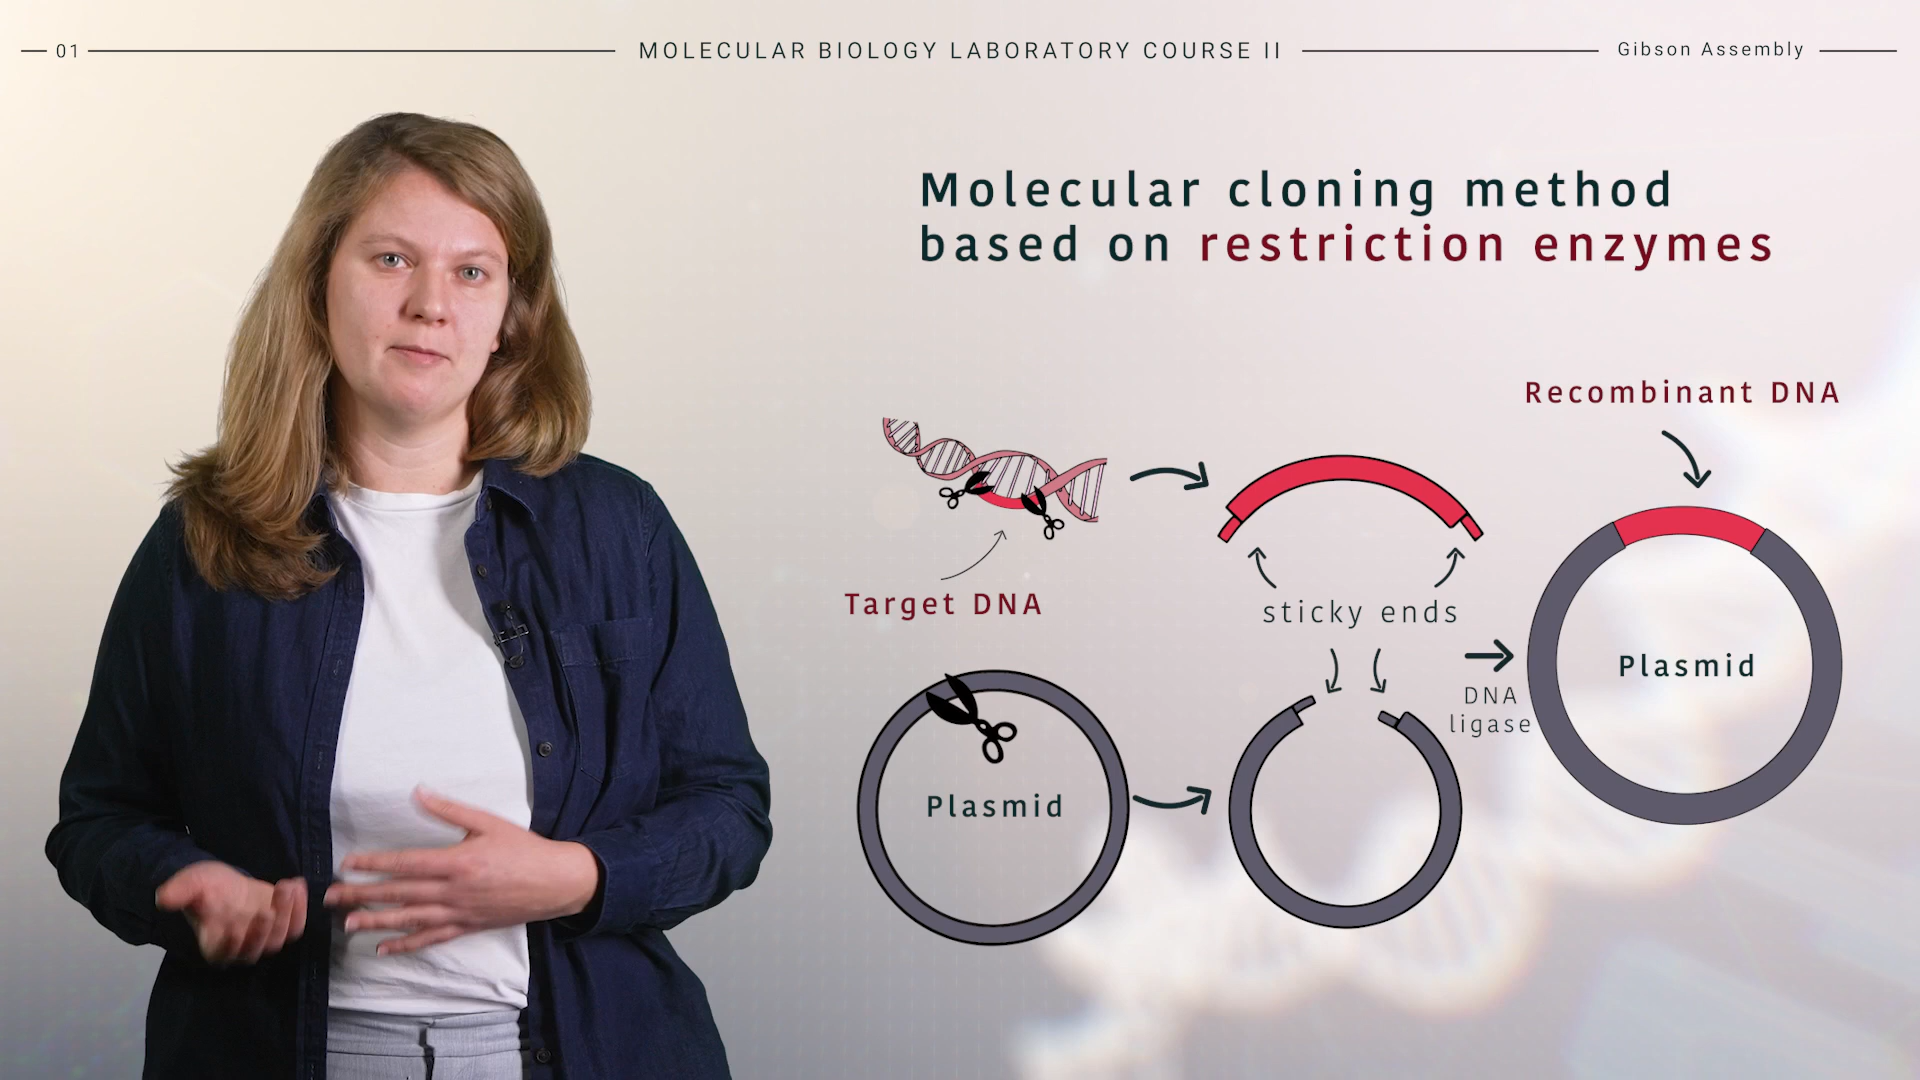 01
MOLECULAR BIOLOGY LABORATORY COURSE II
Gibson Assembly
Molecular cloning method
based on restriction enzymes
Recombinant DNA
Target DNA
sticky ends
Plasmid
DNA
ligase
Plasmid